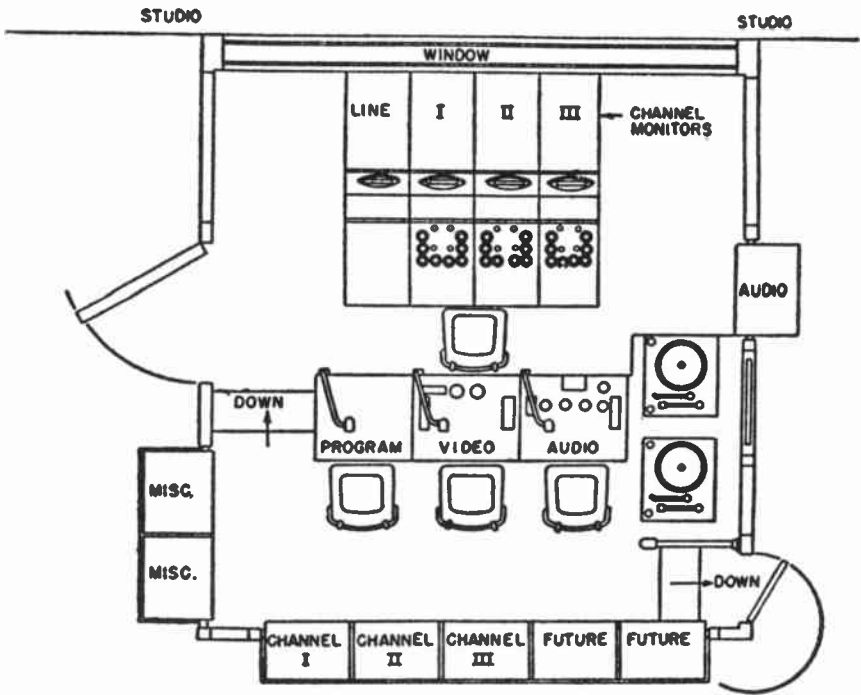 STUDIO
STUDIO
WINDOW
LINE
I
II
III
CHANNEL
MONITORS
AUDIO
DOWN
PROGRAM
VIDEO
AUDIO
MISC.
MISC.
DOWN
CHANNEL
I
CHANNEL
II
CHANNEL
III
FUTURE
FUTURE